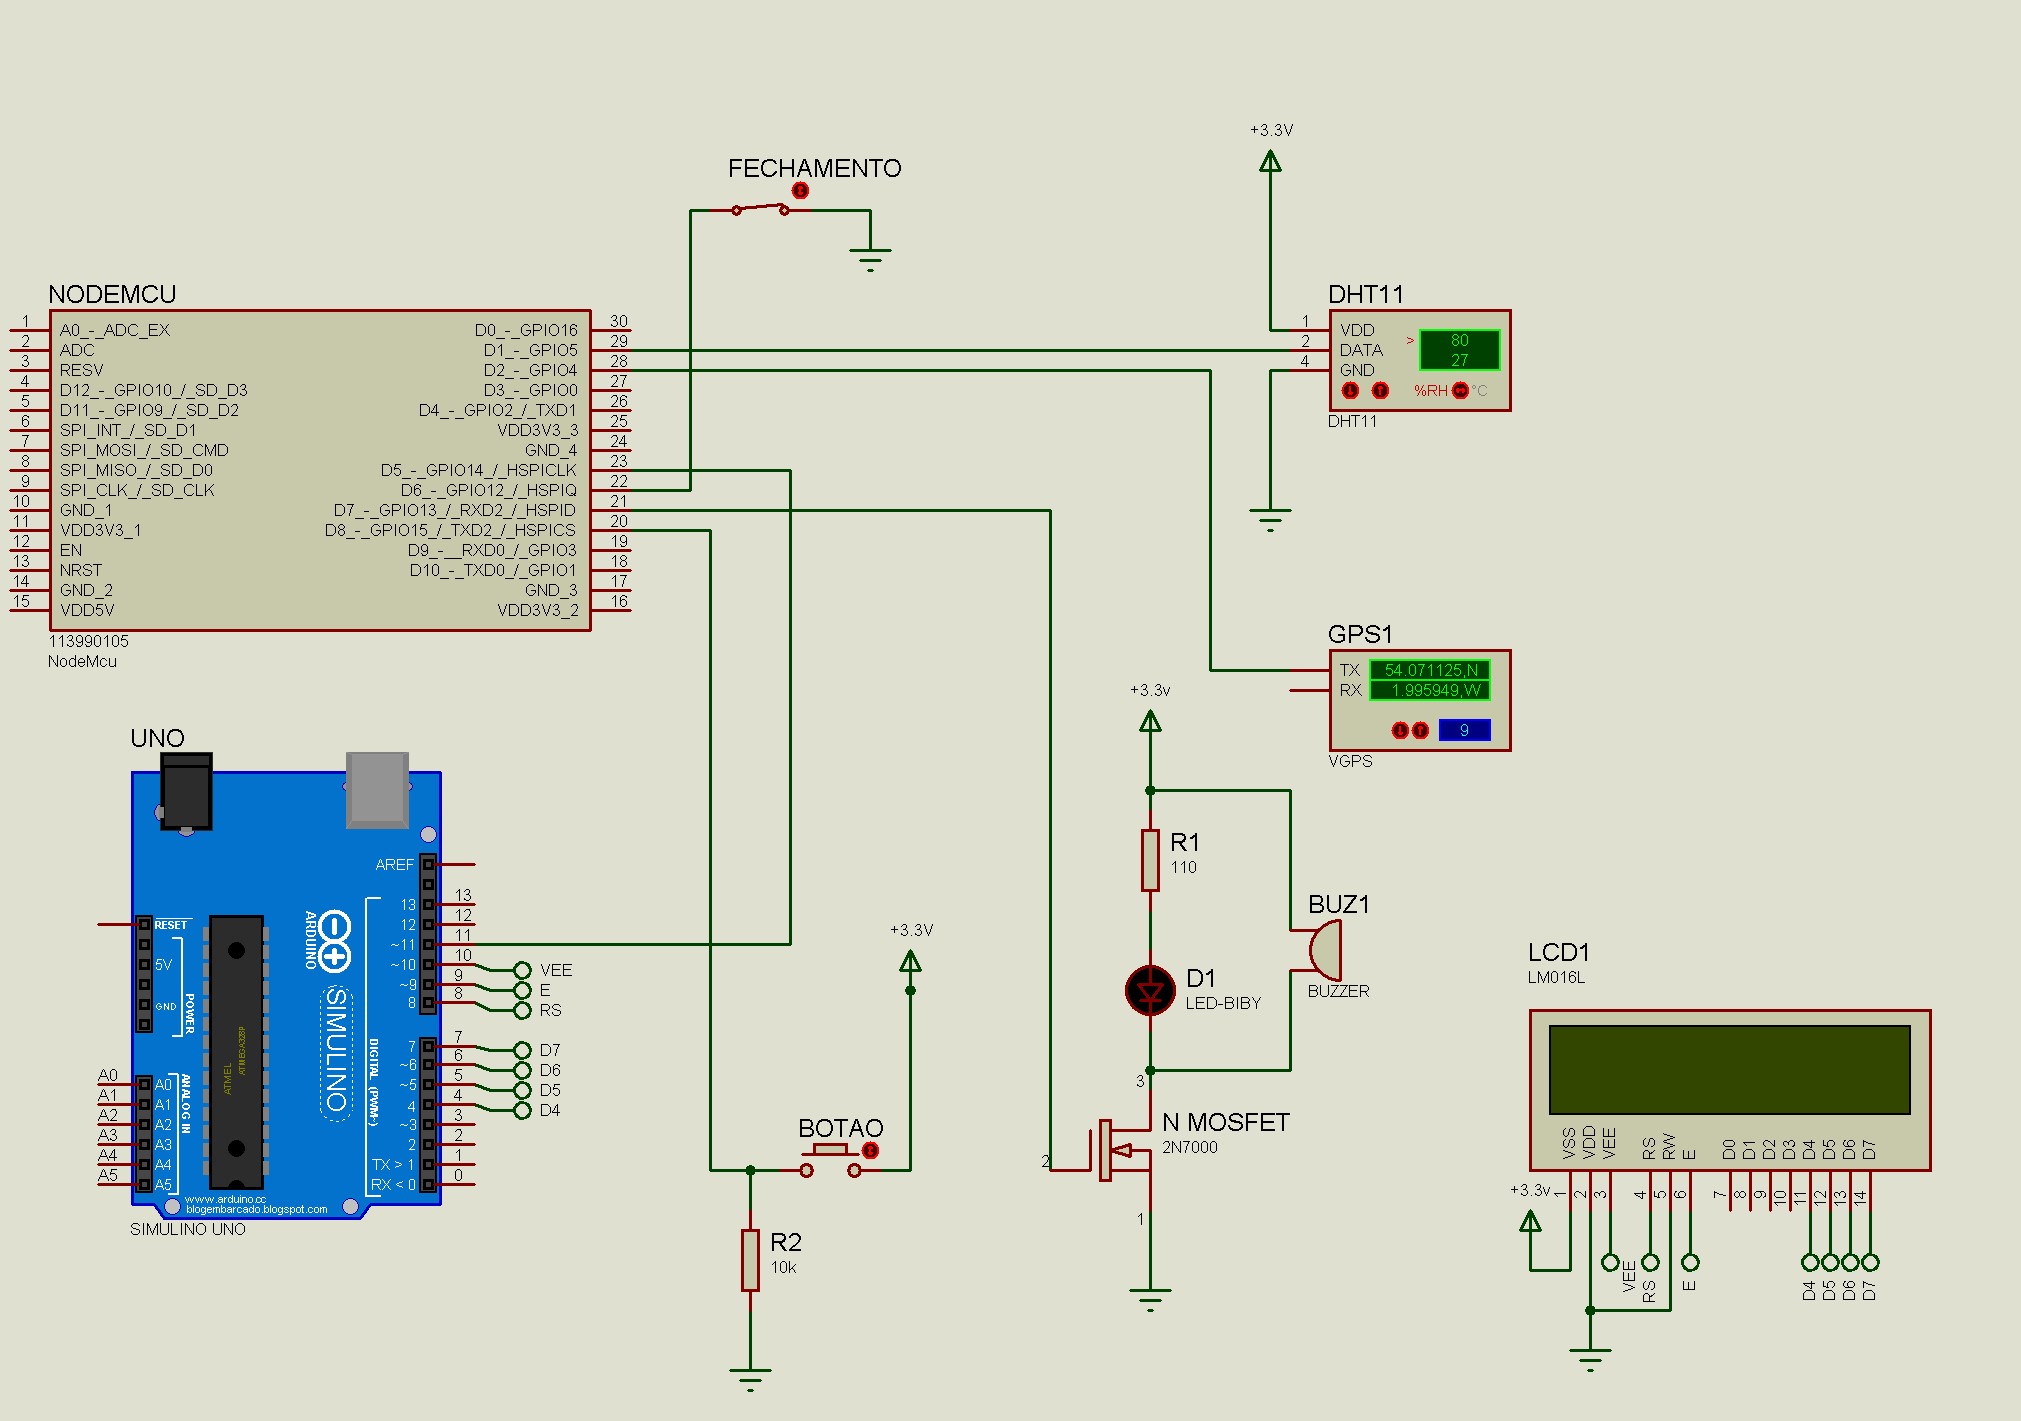 +3.3V
FECHAMENTO
NODEMCU
1 A0_-_ADC_EX D0_-_GPIO16 30
2 ADC D1_-_GPIO5 29
3 RESV D2_-_GPIO4 28
4 D12_-_GPIO10_/_SD_D3 D3_-_GPIO0 27
5 D11_-_GPIO9_/_SD_D2 D4_-_GPIO2_/_TXD1 26
6 SPI_INT_/_SD_D1 VDD3V3_3 25
7 SPI_MOSI_/_SD_CMD GND_4 24
8 SPI_MISO_/_SD_D0 D5_-_GPIO14_/_HSPICLK 23
9 SPI_CLK_/_SD_CLK D6_-_GPIO12_/_HSPIQ 22
10 GND_1 D7_-_GPIO13_/_RXD2_/_HSPID 21
11 VDD3V3_1 D8_-_GPIO15_/_TXD2_/_HSPICS 20
12 EN D9_-__RXD0_/_GPIO3 19
13 NRST D10_-_TXD0_/_GPIO1 18
14 GND_2 GND_3 17
15 VDD5V VDD3V3_2 16
113990105
NodeMcu
DHT11
1 VDD > 80
2 DATA 27
4 GND
%RH °C
DHT11
GPS1
TX 54.071125,N
RX 1.995949,W
9
VGPS
UNO
AREF
13 13
12 12
~11 11
~10 10 VEE
~9 9 E
8 8 RS
7 7 D7
~6 6 D6
~5 5 D5
4 4 D4
~3 3
2 2
TX > 1 1
RX < 0 0
RESET
5V
GND
POWER
A0 A0
A1 A1
A2 A2
A3 A3
A4 A4
A5 A5
ANALOG IN
ATMEL
ATMEGA328P
ARDUINO
SIMULINO
DIGITAL (PWM~)
www.arduino.cc
blogembarcado.blogspot.com
SIMULINO UNO
+3.3V
BOTAO
R2
10k
+3.3v
R1
110
BUZ1
BUZZER
D1
LED-BIBY
3
N MOSFET
2N7000
2
1
LCD1
LM016L
VSS VDD VEE RS RW E D0 D1 D2 D3 D4 D5 D6 D7
+3.3v
1 2 3 4 5 6 7 8 9 10 11 12 13 14
VEE RS E D4 D5 D6 D7